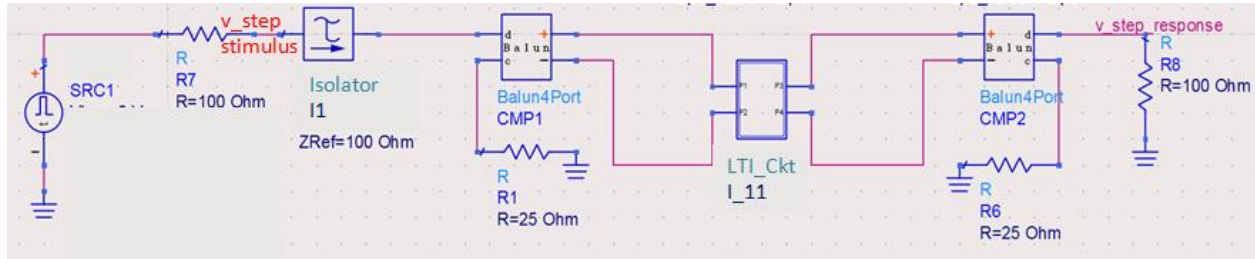 v_step
stimulus
SRC1
R
R7
R=100 Ohm
Isolator
I1
ZRef=100 Ohm
d
+
Balun
c
−
Balun4Port
CMP1
R
R1
R=25 Ohm
P1
P3
P2
P4
LTI_Ckt
I_11
+
d
Balun
−
c
Balun4Port
CMP2
R
R6
R=25 Ohm
v_step_response
R
R8
R=100 Ohm